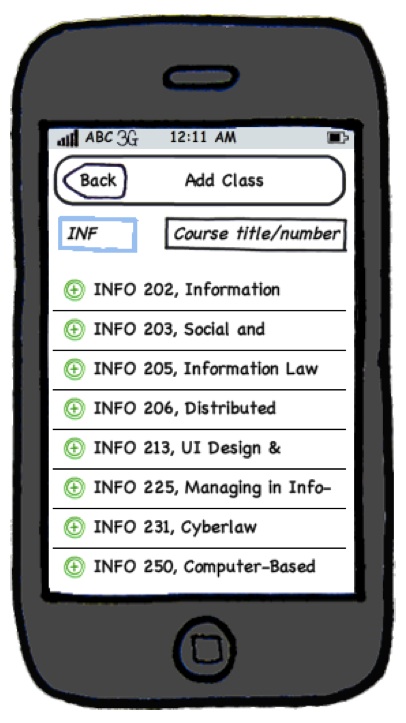 ABC 3G 12:11 AM
Back Add Class
INF Course title/number
INFO 202, Information
INFO 203, Social and
INFO 205, Information Law
INFO 206, Distributed
INFO 213, UI Design &
INFO 225, Managing in Info-
INFO 231, Cyberlaw
INFO 250, Computer-Based